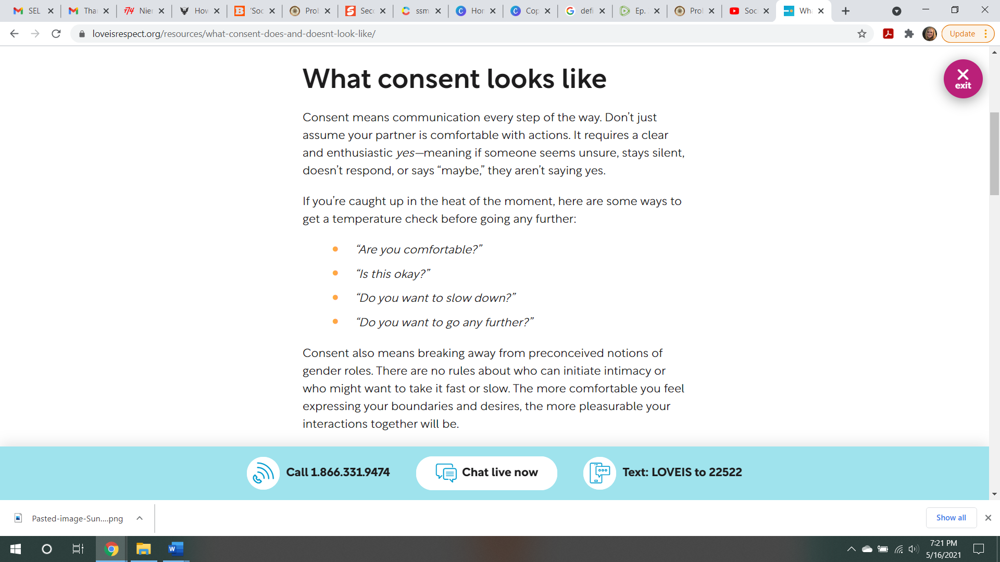 SEL
Tha
Nier
How
'Soc
Prob
Sec
ssm
Hor
Cop
defi
Ep.
Prol
Soc
Wha
loveisrespect.org/resources/what-consent-does-and-doesnt-look-like/
Update
What consent looks like
exit
Consent means communication every step of the way. Don’t just
assume your partner is comfortable with actions. It requires a clear
and enthusiastic yes—meaning if someone seems unsure, stays silent,
doesn’t respond, or says “maybe,” they aren’t saying yes.
If you’re caught up in the heat of the moment, here are some ways to
get a temperature check before going any further:
“Are you comfortable?”
“Is this okay?”
“Do you want to slow down?”
“Do you want to go any further?”
Consent also means breaking away from preconceived notions of
gender roles. There are no rules about who can initiate intimacy or
who might want to take it fast or slow. The more comfortable you feel
expressing your boundaries and desires, the more pleasurable your
interactions together will be.
Call 1.866.331.9474
Chat live now
Text: LOVEIS to 22522
Pasted-image-Sun....png
Show all
7:21 PM
5/16/2021